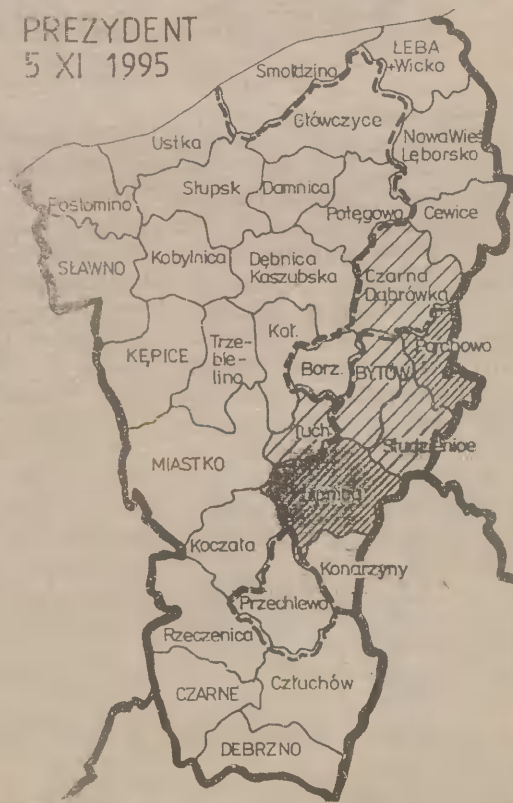 PREZYDENT
5 XI 1995
ŁEBA
+Wicko
Smołdzino
Główczyce
Ustka
Nowa Wieś
Lęborsko
Słupsk
Damnica
Potęgowo
Cewice
Postomino
SŁAWNO
Kobylnica
Dębnica
Kaszubska
Czarna
Dąbrówka
KĘPICE
Trze-
bie-
lino
Koł.
Borz.
BYTÓW
Parchowo
Tuch.
Studzienice
MIASTKO
Lipnica
Koczała
Konarzyny
Przechlewo
Rzeczenica
CZARNE
Człuchów
DEBRZNO